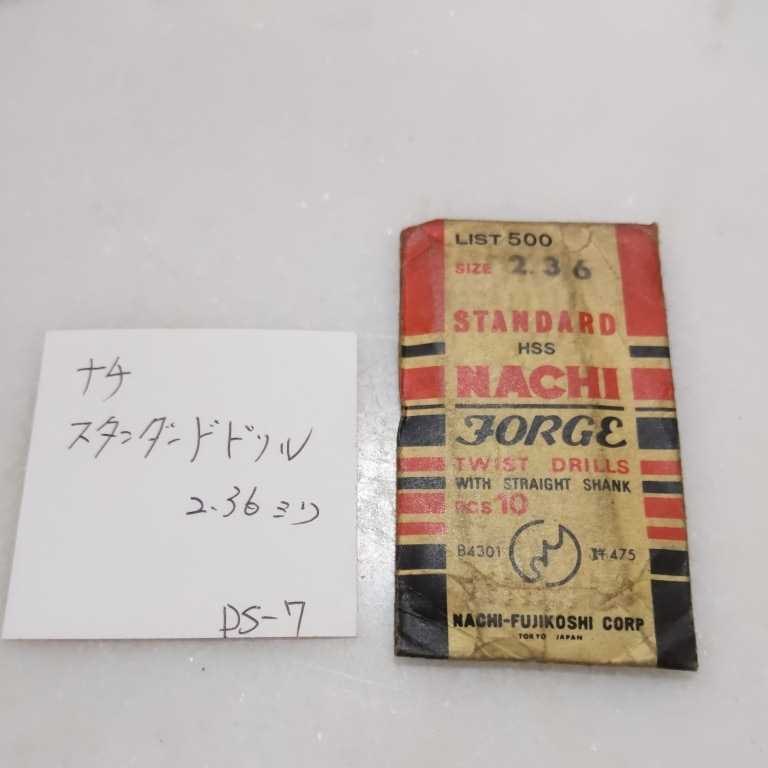 ナチ
スタンダードドリル
2.36ミリ
DS-7
LIST 500
SIZE 2.36
STANDARD
HSS
NACHI
FORGE
TWIST DRILLS
WITH STRAIGHT SHANK
PCS 10
B4301
475
NACHI-FUJIKOSHI CORP
TOKYO JAPAN